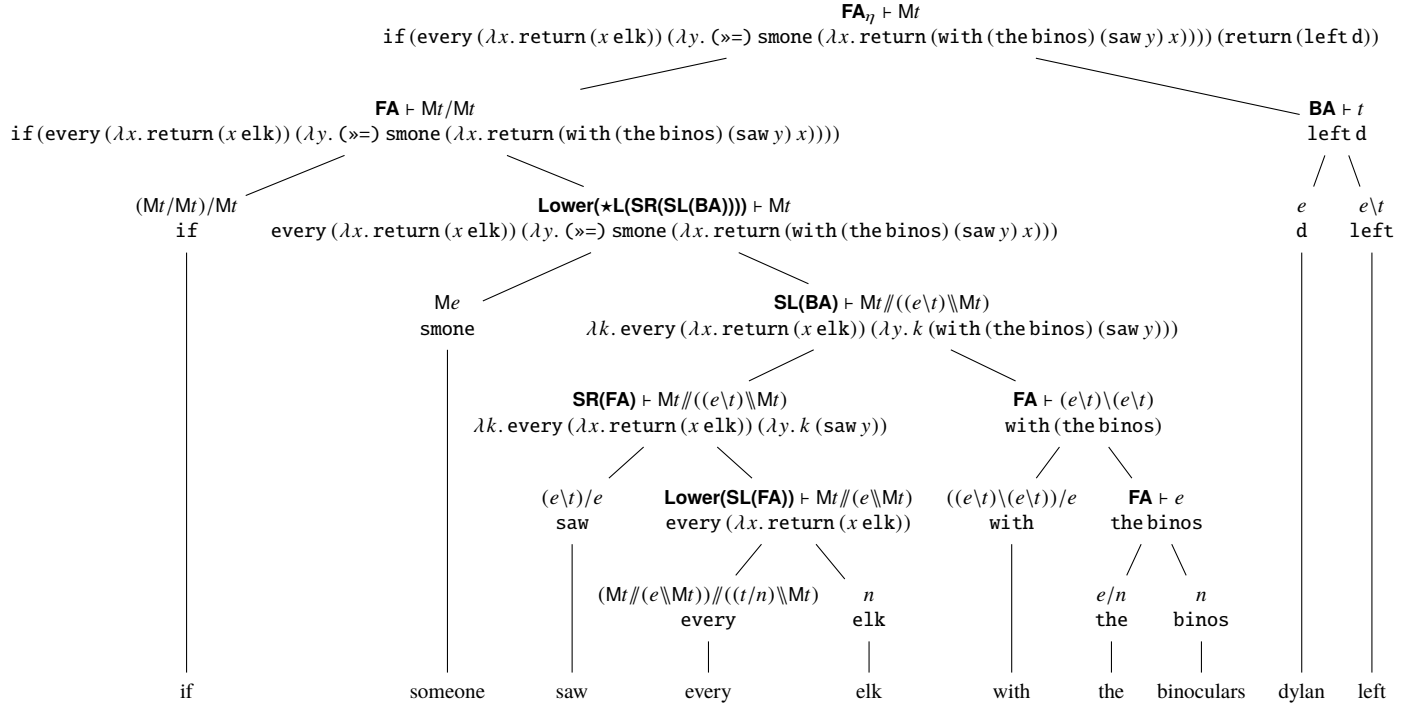 FA_η ⊢ Mt
if (every (λx. return (x elk)) (λy. (»=) smone (λx. return (with (the binos) (saw y) x)))) (return (left d))
FA ⊢ Mt/Mt
BA ⊢ t
if (every (λx. return (x elk)) (λy. (»=) smone (λx. return (with (the binos) (saw y) x))))
left d
(Mt/Mt)/Mt
Lower(★L(SR(SL(BA)))) ⊢ Mt
e
e\t
if
every (λx. return (x elk)) (λy. (»=) smone (λx. return (with (the binos) (saw y) x)))
d
left
Me
SL(BA) ⊢ Mt⫽((e\t)⑊Mt)
smone
λk. every (λx. return (x elk)) (λy. k (with (the binos) (saw y)))
SR(FA) ⊢ Mt⫽((e\t)⑊Mt)
FA ⊢ (e\t)\(e\t)
λk. every (λx. return (x elk)) (λy. k (saw y))
with (the binos)
(e\t)/e
Lower(SL(FA)) ⊢ Mt⫽(e⑊Mt)
((e\t)\(e\t))/e
FA ⊢ e
saw
every (λx. return (x elk))
with
the binos
(Mt⫽(e⑊Mt))⫽((t/n)⑊Mt)
n
e/n
n
every
elk
the
binos
if someone saw every elk with the binoculars dylan left